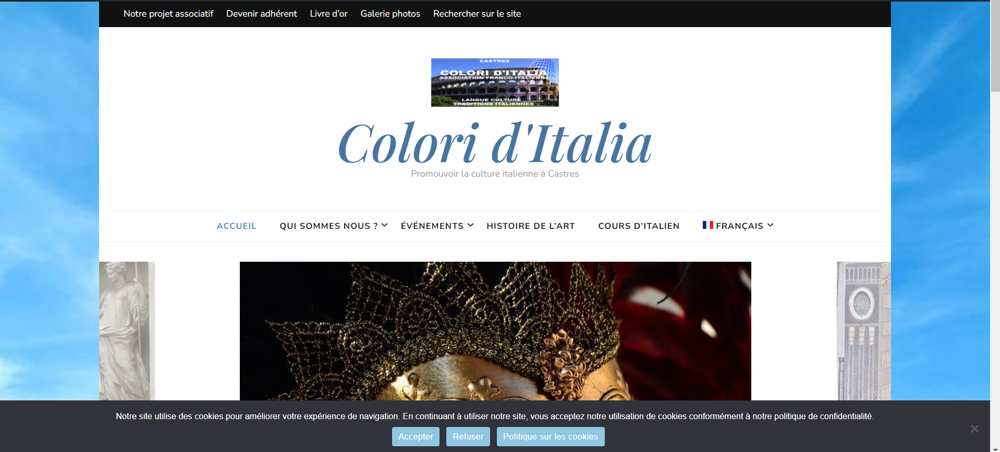 Notre projet associatif Devenir adhérent Livre d'or Galerie photos Rechercher sur le site
CASTRES
COLORI D'ITALIA
ASSOCIATION FRANCO-ITALIENNE
LANGUE CULTURE
TRADITIONS ITALIENNES
Colori d'Italia
Promouvoir la culture italienne à Castres
ACCUEIL QUI SOMMES NOUS ? ÉVÉNEMENTS HISTOIRE DE L'ART COURS D'ITALIEN FRANÇAIS
101
Notre site utilise des cookies pour améliorer votre expérience de navigation. En continuant à utiliser notre site, vous acceptez notre utilisation de cookies conformément à notre politique de confidentialité.
Accepter Refuser Politique sur les cookies